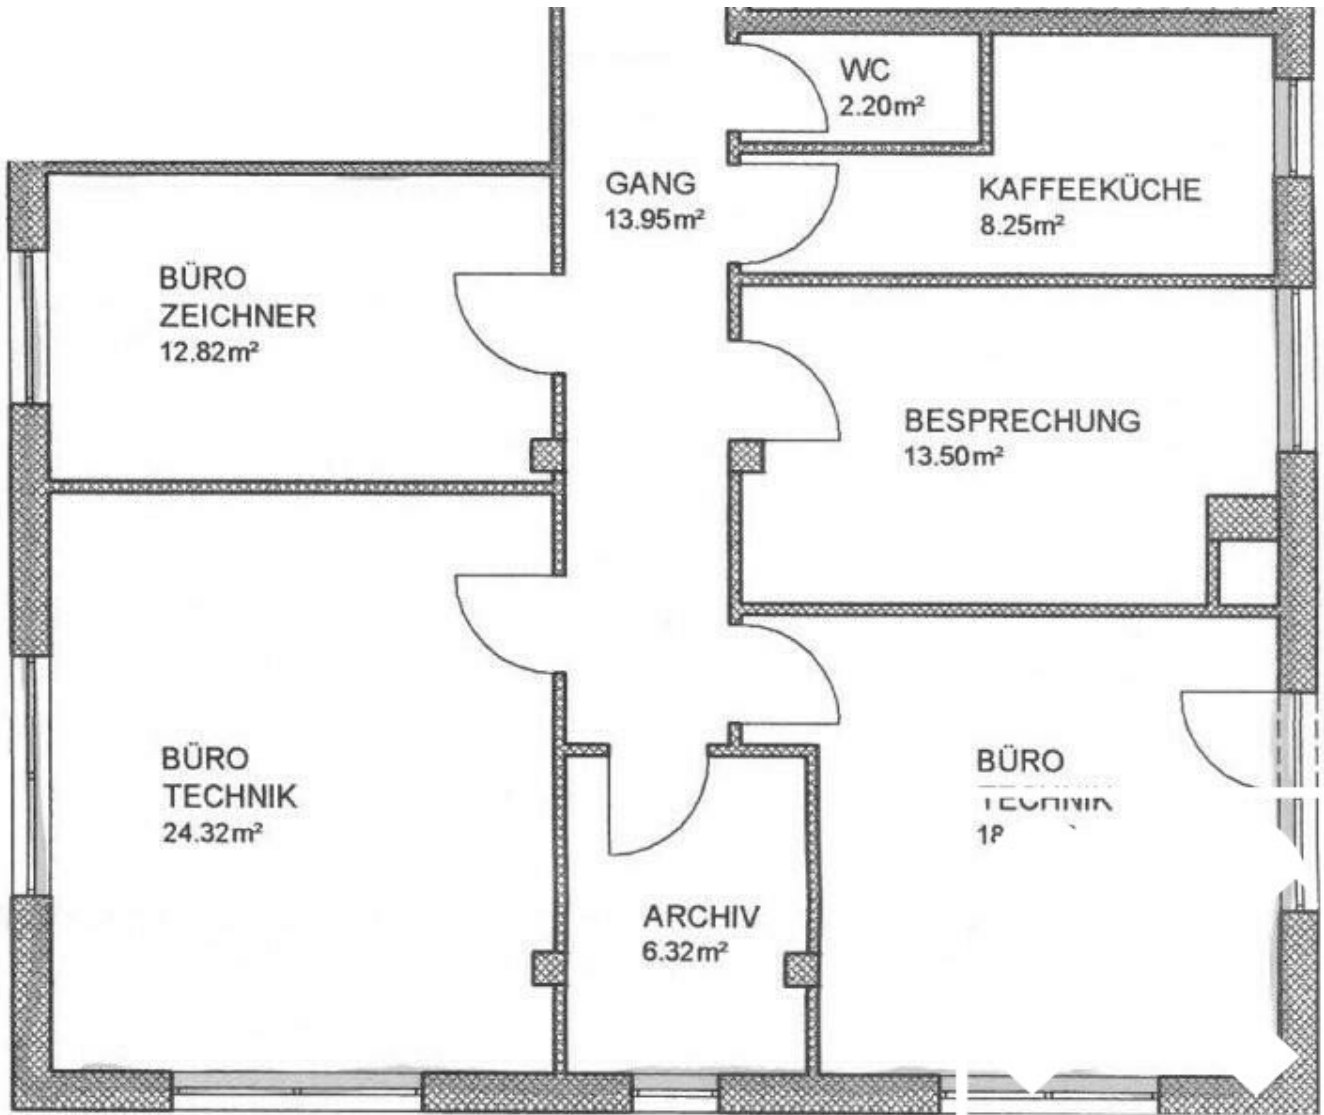 WC
2.20m²
GANG
13.95m²
KAFFEEKÜCHE
8.25m²
BÜRO
ZEICHNER
12.82m²
BESPRECHUNG
13.50m²
BÜRO
TECHNIK
24.32m²
BÜRO
TECHNIK
ARCHIV
6.32m²